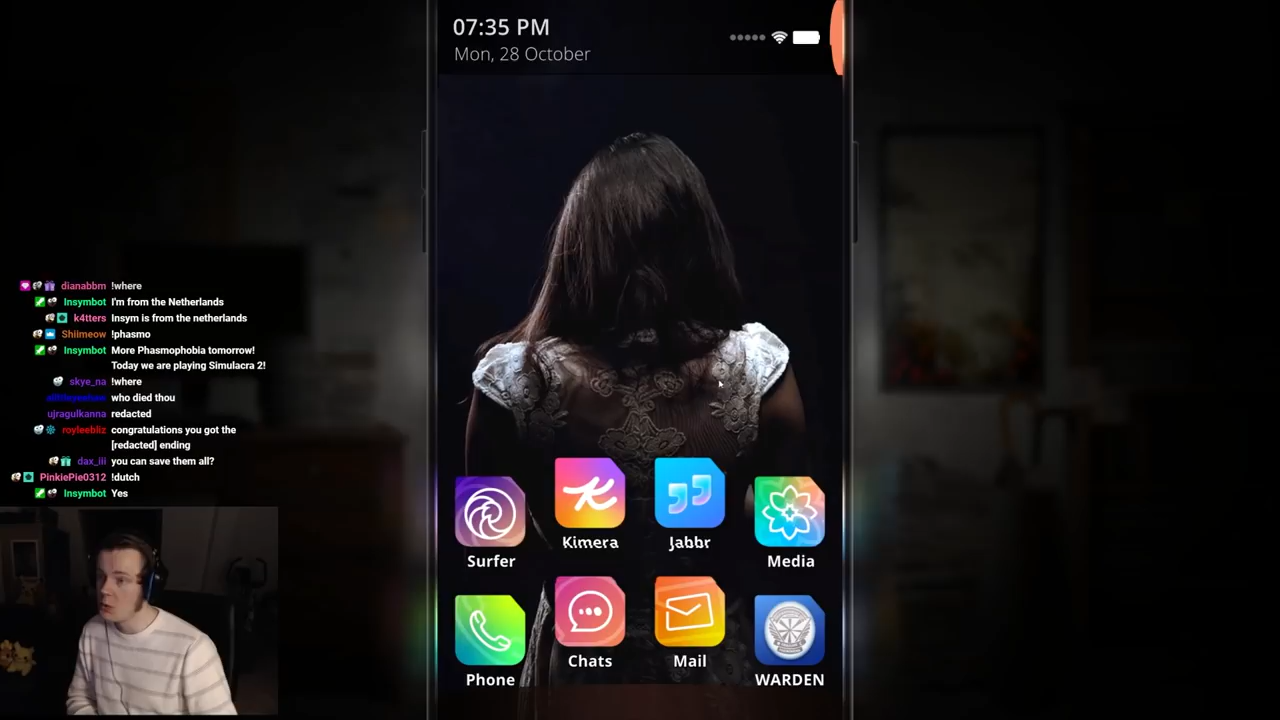 07:35 PM
Mon, 28 October
dianabbm !where
Insymbot I'm from the Netherlands
k4tters Insym is from the netherlands
Shiimeow !phasmo
Insymbot More Phasmophobia tomorrow!
Today we are playing Simulacra 2!
skye_na !where
who died thou
ujragulkanna redacted
royleebliz congratulations you got the
[redacted] ending
dax_iii you can save them all?
PinkiePie0312 !dutch
Insymbot Yes
Surfer
Kimera
Jabbr
Media
Phone
Chats
Mail
WARDEN